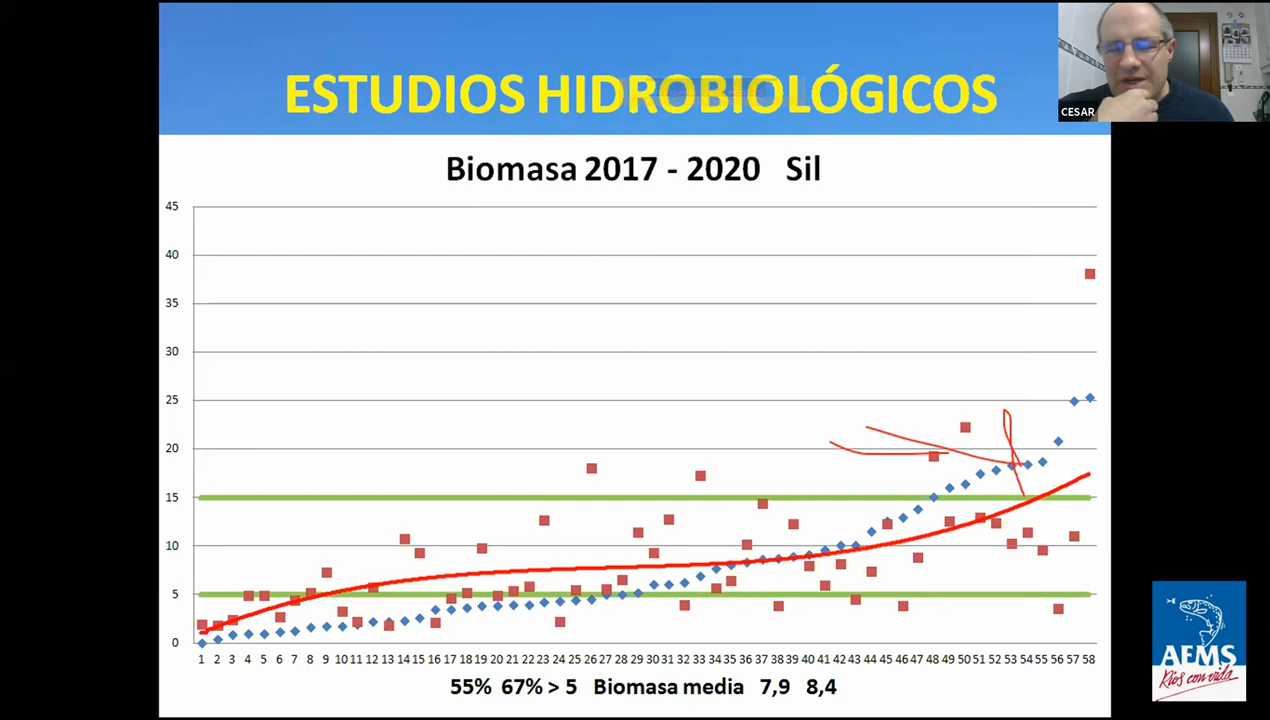 ESTUDIOS HIDROBIOLÓGICOS
CESAR
Biomasa 2017 - 2020 Sil
45
40
35
30
25
20
15
10
5
0
1 2 3 4 5 6 7 8 9 10 11 12 13 14 15 16 17 18 19 20 21 22 23 24 25 26 27 28 29 30 31 32 33 34 35 36 37 38 39 40 41 42 43 44 45 46 47 48 49 50 51 52 53 54 55 56 57 58
55% 67% > 5 Biomasa media 7,9 8,4
AEMS
Ríos con vida